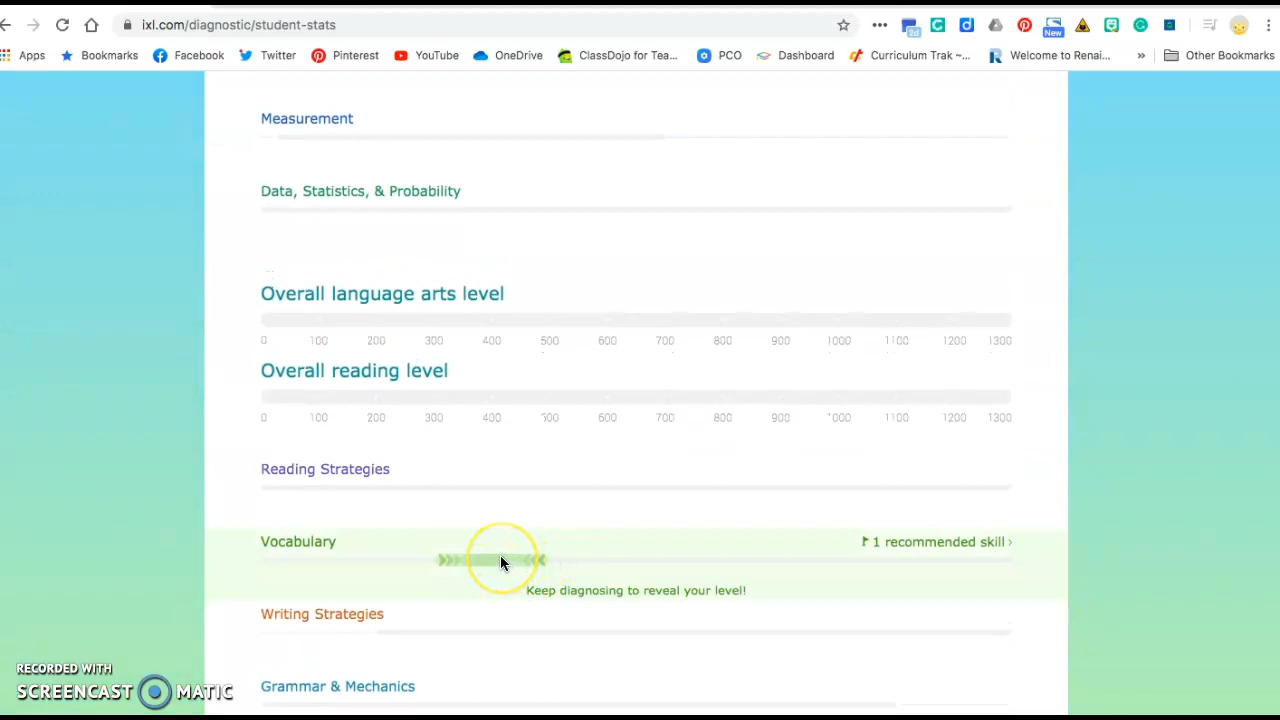 ixl.com/diagnostic/student-stats
2d
New
Apps Bookmarks Facebook Twitter Pinterest YouTube OneDrive ClassDojo for Tea... PCO Dashboard Curriculum Trak ~... Welcome to Renai... » Other Bookmarks
Measurement
Data, Statistics, & Probability
Overall language arts level
0 100 200 300 400 500 600 700 800 900 1000 1100 1200 1300
Overall reading level
0 100 200 300 400 500 600 700 800 900 1000 1100 1200 1300
Reading Strategies
Vocabulary 1 recommended skill ›
Keep diagnosing to reveal your level!
Writing Strategies
RECORDED WITH
SCREENCAST MATIC
Grammar & Mechanics